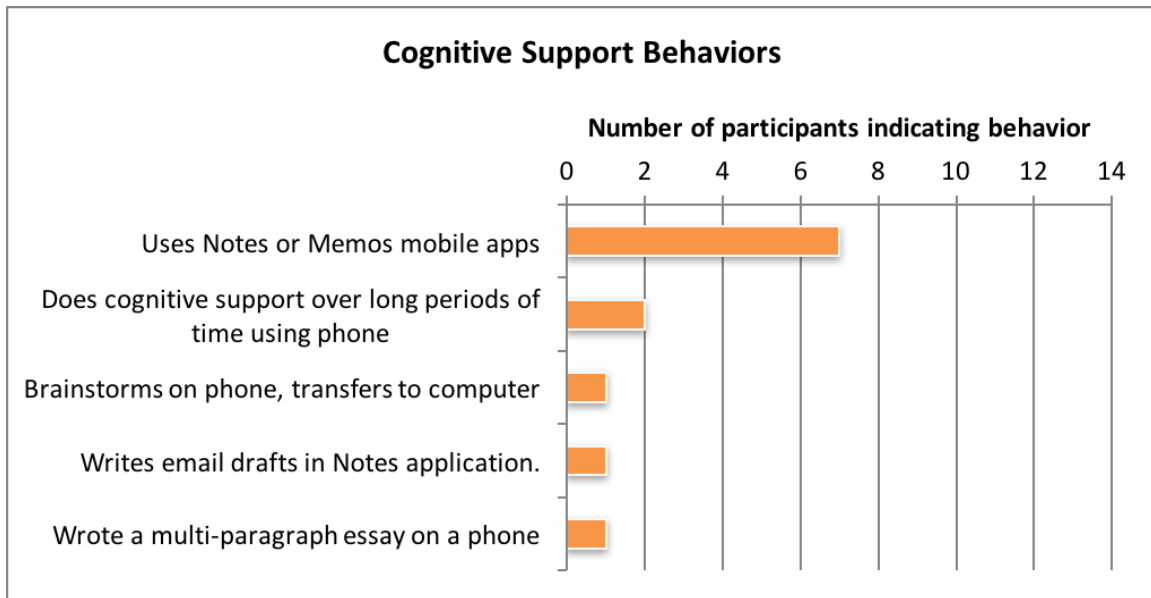 Cognitive Support Behaviors
Number of participants indicating behavior
0 2 4 6 8 10 12 14
Uses Notes or Memos mobile apps
Does cognitive support over long periods of
time using phone
Brainstorms on phone, transfers to computer
Writes email drafts in Notes application.
Wrote a multi-paragraph essay on a phone